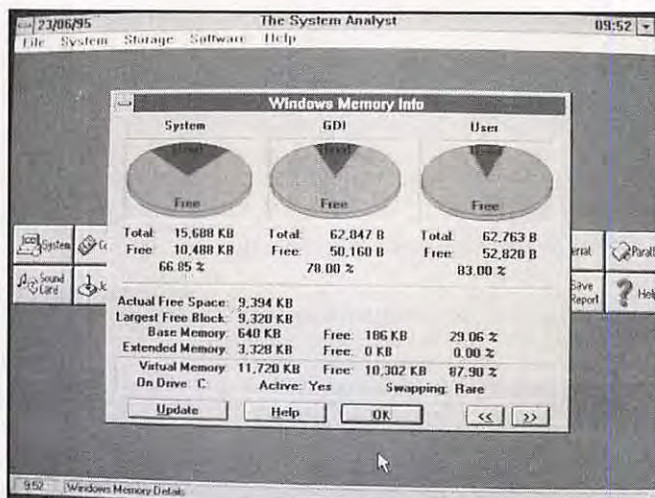 23/06/95 The System Analyst 09:52
File System Storage Software Help
Windows Memory Info
System GDI User
Used Used Used
Free Free Free
Total: 15,688 KB Total: 62,847 B Total: 62,763 B
Free: 10,488 KB Free: 50,160 B Free: 52,820 B
66.85 % 78.00 % 83.00 %
System Co erial Parall
Sound Card Jo Save Report Help
Actual Free Space: 9,394 KB
Largest Free Block: 9,320 KB
Base Memory: 640 KB Free: 186 KB 29.06 %
Extended Memory: 3,328 KB Free: 0 KB 0.00 %
Virtual Memory: 11,720 KB Free: 10,302 KB 87.90 %
On Drive: C: Active: Yes Swapping: Rare
Update Help OK << >>
9:52 Windows Memory Details